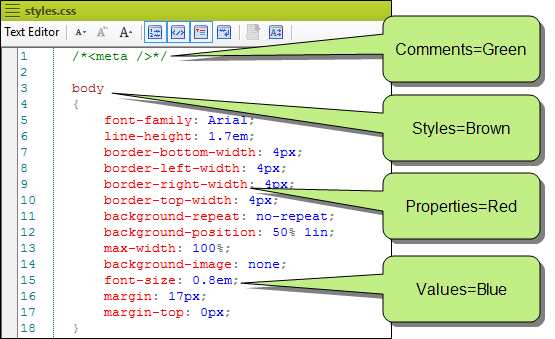 styles.css
Text Editor A- A- A-
1 /*<meta />*/
2
3 body
4 {
5 font-family: Arial;
6 line-height: 1.7em;
7 border-bottom-width: 4px;
8 border-left-width: 4px;
9 border-right-width: 4px;
10 border-top-width: 4px;
11 background-repeat: no-repeat;
12 background-position: 50% 1in;
13 max-width: 100%;
14 background-image: none;
15 font-size: 0.8em;
16 margin: 17px;
17 margin-top: 0px;
18 }
Comments=Green
Styles=Brown
Properties=Red
Values=Blue